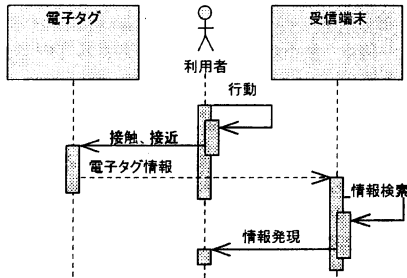 電子タグ
利用者
受信端末
行動
接触、接近
電子タグ情報
情報検索
情報発現